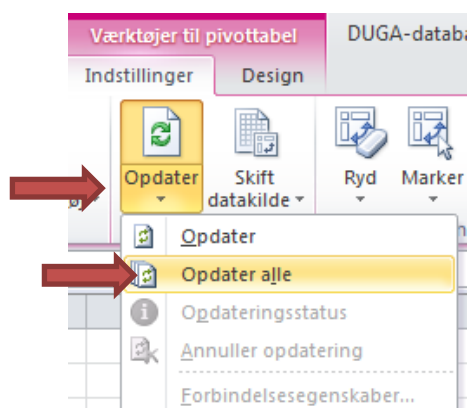 Værktøjer til pivottabel
DUGA-databa
Indstillinger
Design
Opdater
Skift
datakilde
Ryd
Marker
Opdater
Opdater alle
Opdateringsstatus
Annuller opdatering
Forbindelsesegenskaber...